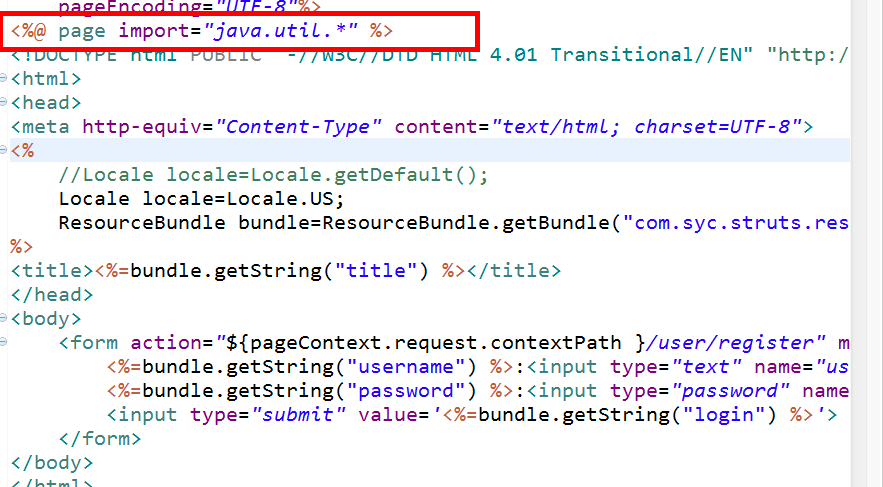 pageEncoding="UTF-8"%>
<%@ page import="java.util.*" %>
<!DOCTYPE html PUBLIC "-//W3C//DTD HTML 4.01 Transitional//EN" "http:/
<html>
<head>
<meta http-equiv="Content-Type" content="text/html; charset=UTF-8">
<%
//Locale locale=Locale.getDefault();
Locale locale=Locale.US;
ResourceBundle bundle=ResourceBundle.getBundle("com.syc.struts.res
%>
<title><%=bundle.getString("title") %></title>
</head>
<body>
<form action="${pageContext.request.contextPath }/user/register" m
<%=bundle.getString("username") %>:<input type="text" name="us
<%=bundle.getString("password") %>:<input type="password" name
<input type="submit" value='<%=bundle.getString("login") %>'>
</form>
</body>
</html>